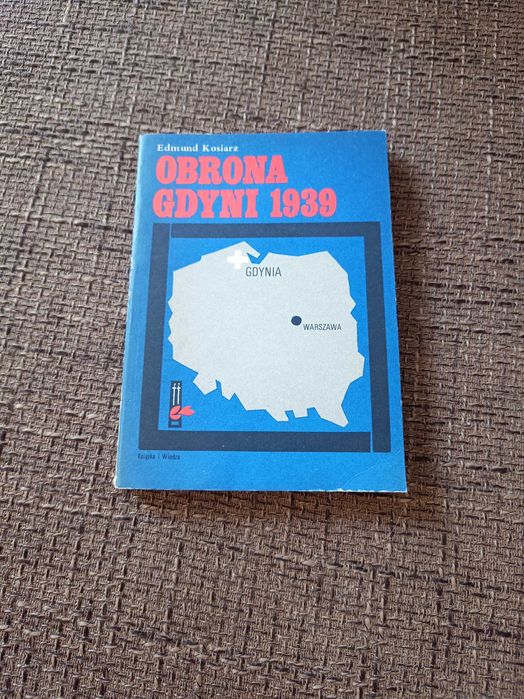 Edmund Kosiarz
OBRONA
GDYNI 1939
GDYNIA
WARSZAWA
Książka i Wiedza